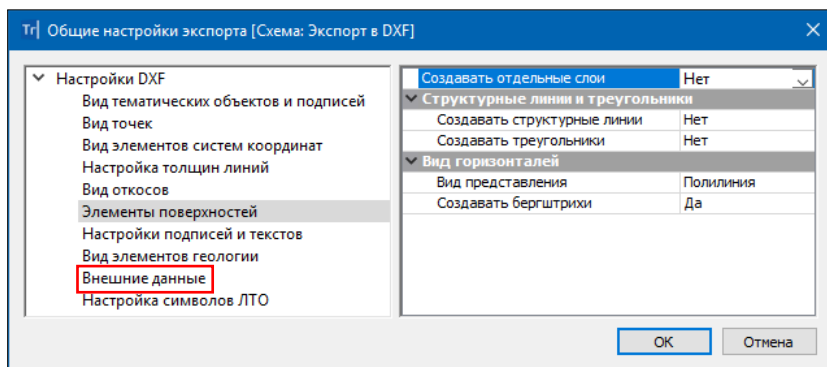 Tr Общие настройки экспорта [Схема: Экспорт в DXF]
Настройки DXF
Вид тематических объектов и подписей
Вид точек
Вид элементов систем координат
Настройка толщин линий
Вид откосов
Элементы поверхностей
Настройки подписей и текстов
Вид элементов геологии
Внешние данные
Настройка символов ЛТО
Создавать отдельные слои Нет
Структурные линии и треугольники
Создавать структурные линии Нет
Создавать треугольники Нет
Вид горизонталей
Вид представления Полилиния
Создавать бергштрихи Да
ОК Отмена